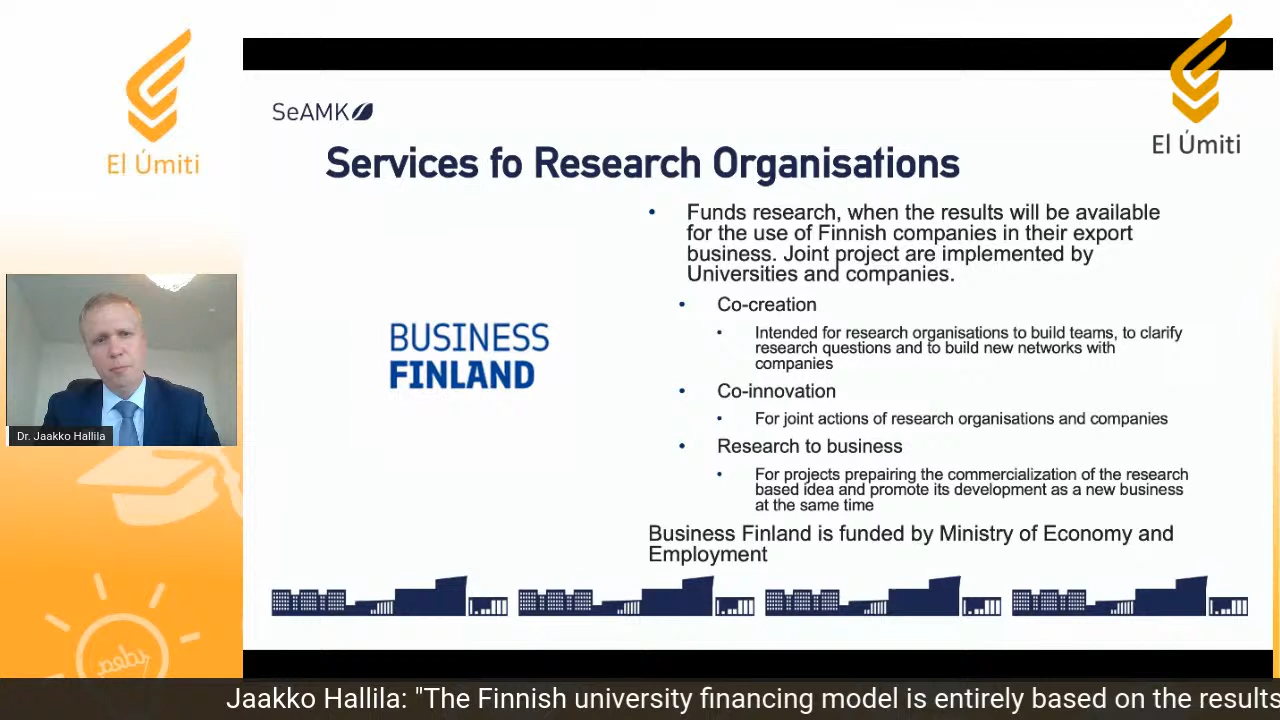 El Úmiti
El Úmiti
SeAMK
Services fo Research Organisations
BUSINESS
FINLAND
• Funds research, when the results will be available
for the use of Finnish companies in their export
business. Joint project are implemented by
Universities and companies.
• Co-creation
• Intended for research organisations to build teams, to clarify
research questions and to build new networks with
companies
• Co-innovation
• For joint actions of research organisations and companies
• Research to business
• For projects prepairing the commercialization of the research
based idea and promote its development as a new business
at the same time
Business Finland is funded by Ministry of Economy and
Employment
Dr. Jaakko Hallila
idea
Jaakko Hallila: "The Finnish university financing model is entirely based on the results